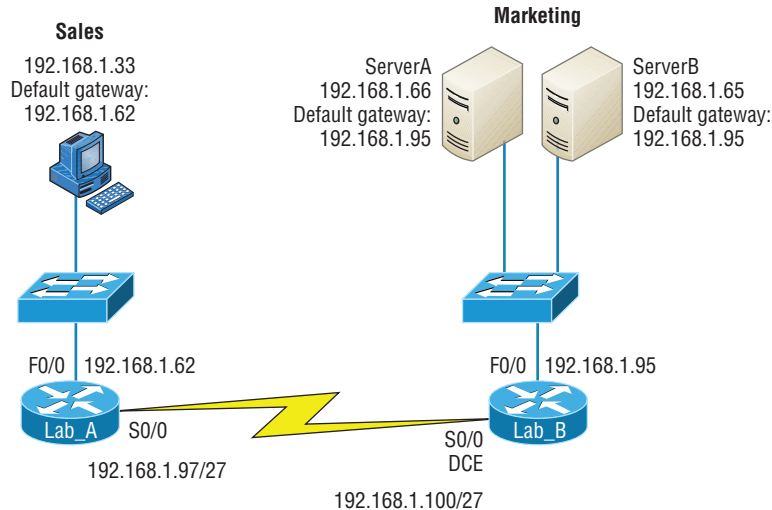 Sales
192.168.1.33
Default gateway:
192.168.1.62
Marketing
ServerA
192.168.1.66
Default gateway:
192.168.1.95
ServerB
192.168.1.65
Default gateway:
192.168.1.95
F0/0 192.168.1.62
Lab_A
S0/0
192.168.1.97/27
F0/0 192.168.1.95
Lab_B
S0/0
DCE
192.168.1.100/27